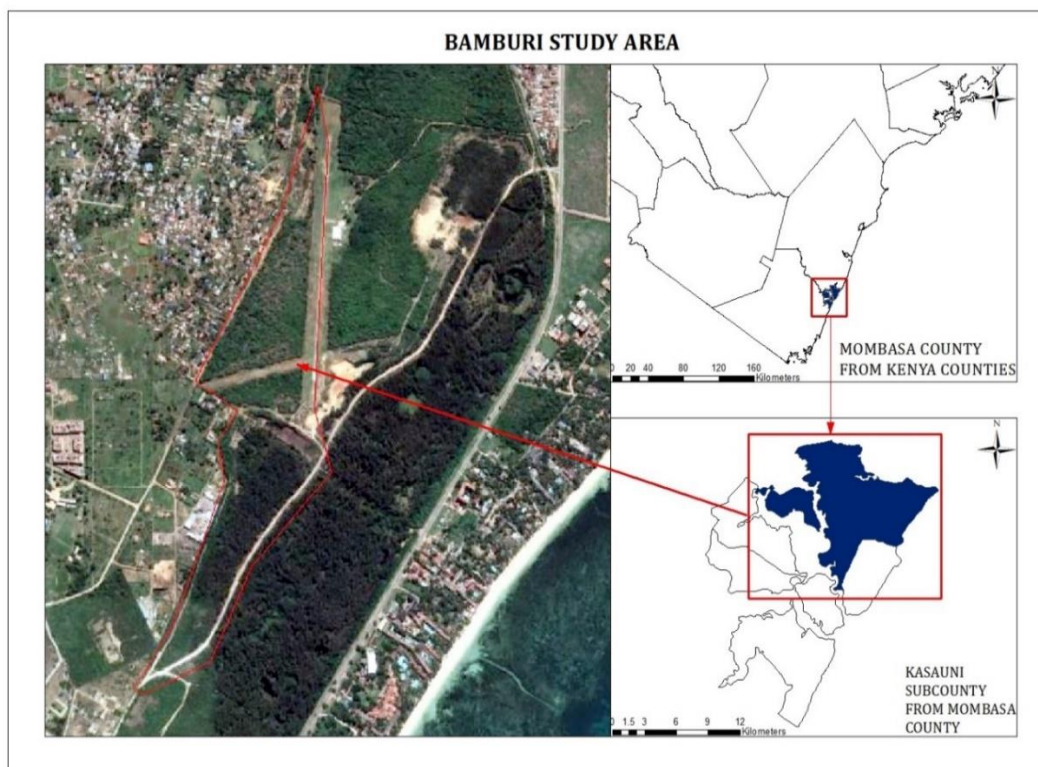 BAMBURI STUDY AREA
N
MOMBASA COUNTY
FROM KENYA COUNTIES
0 20 40 80 120 160
Kilometers
N
KASAUNI
SUBCOUNTY
FROM MOMBASA
COUNTY
0 1.5 3 6 9 12
Kilometers